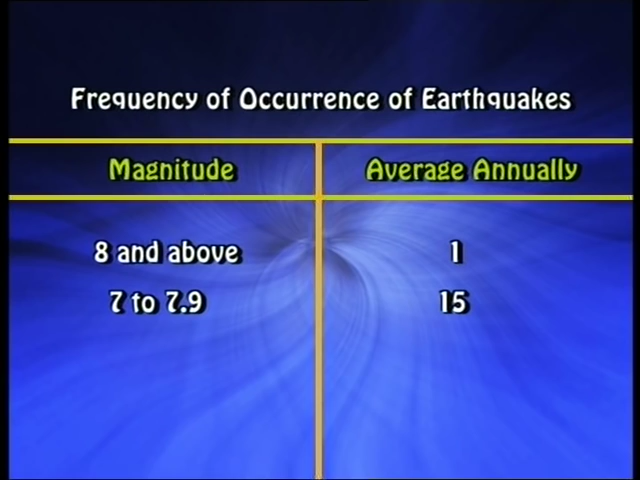 Frequency of Occurrence of Earthquakes
Magnitude Average Annually
8 and above 1
7 to 7.9 15